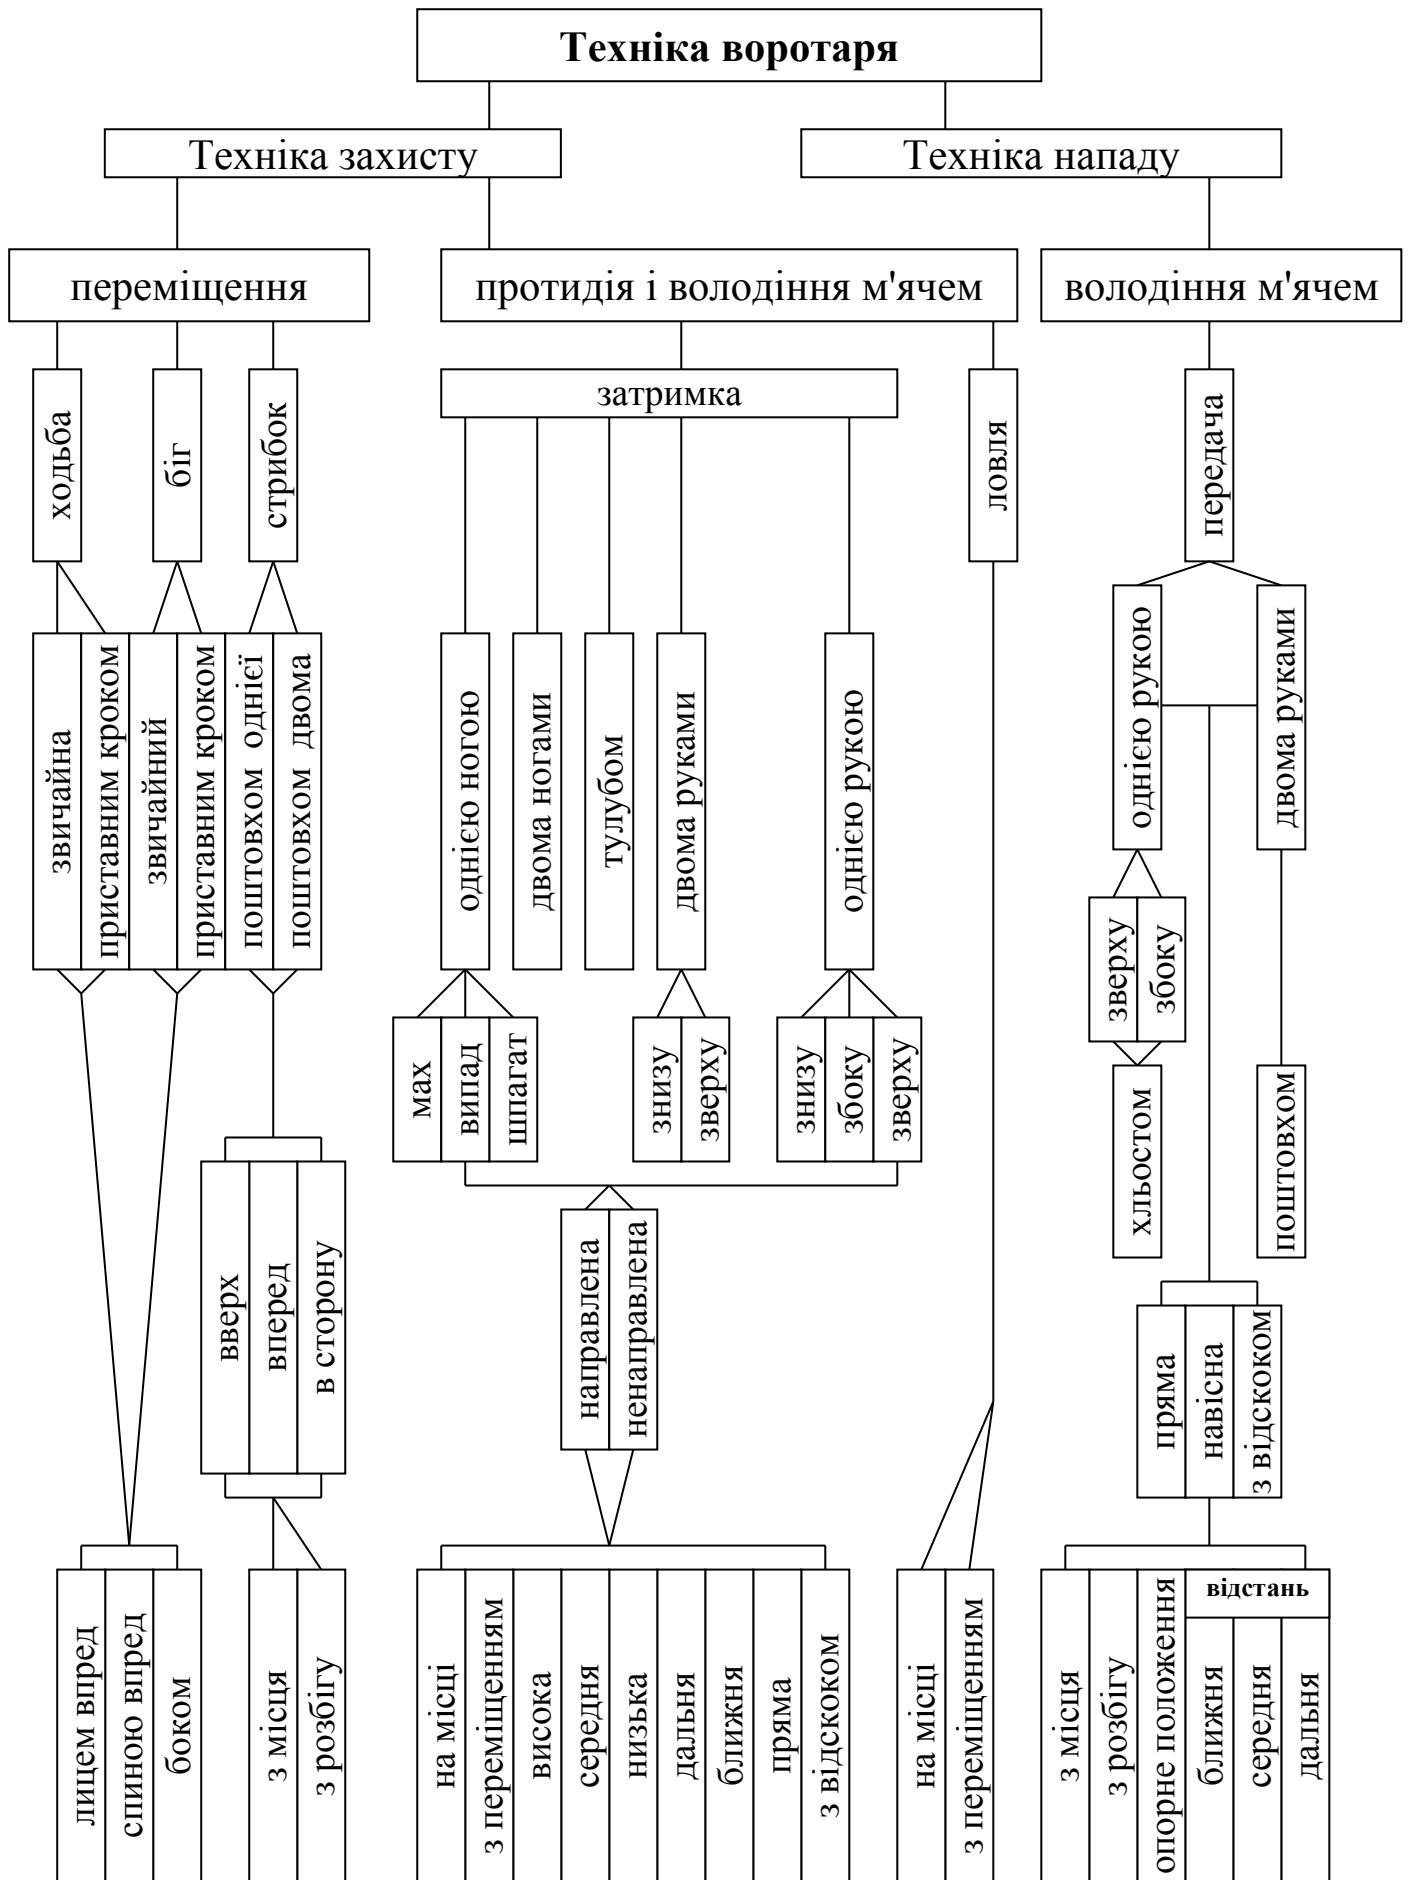 Техніка воротаря
Техніка захисту
Техніка нападу
переміщення
протидія і володіння м'ячем
володіння м'ячем
ходьба
біг
стрибок
затримка
ловля
передача
звичайна
приставним кроком
звичайний
приставним кроком
поштовхом однієї
поштовхом двома
однією ногою
двома ногами
тулубом
двома руками
однією рукою
однією рукою
двома руками
зверху
збоку
мах
випад
шпагат
знизу
зверху
знизу
збоку
зверху
хльостом
поштовхом
вверх
вперед
в сторону
направлена
ненаправлена
пряма
навісна
з відскоком
лицем впред
спиною впред
боком
з місця
з розбігу
на місці
з переміщенням
висока
середня
низька
дальня
ближня
пряма
з відскоком
на місці
з переміщенням
з місця
з розбігу
опорне положення
відстань
ближня
середня
дальня